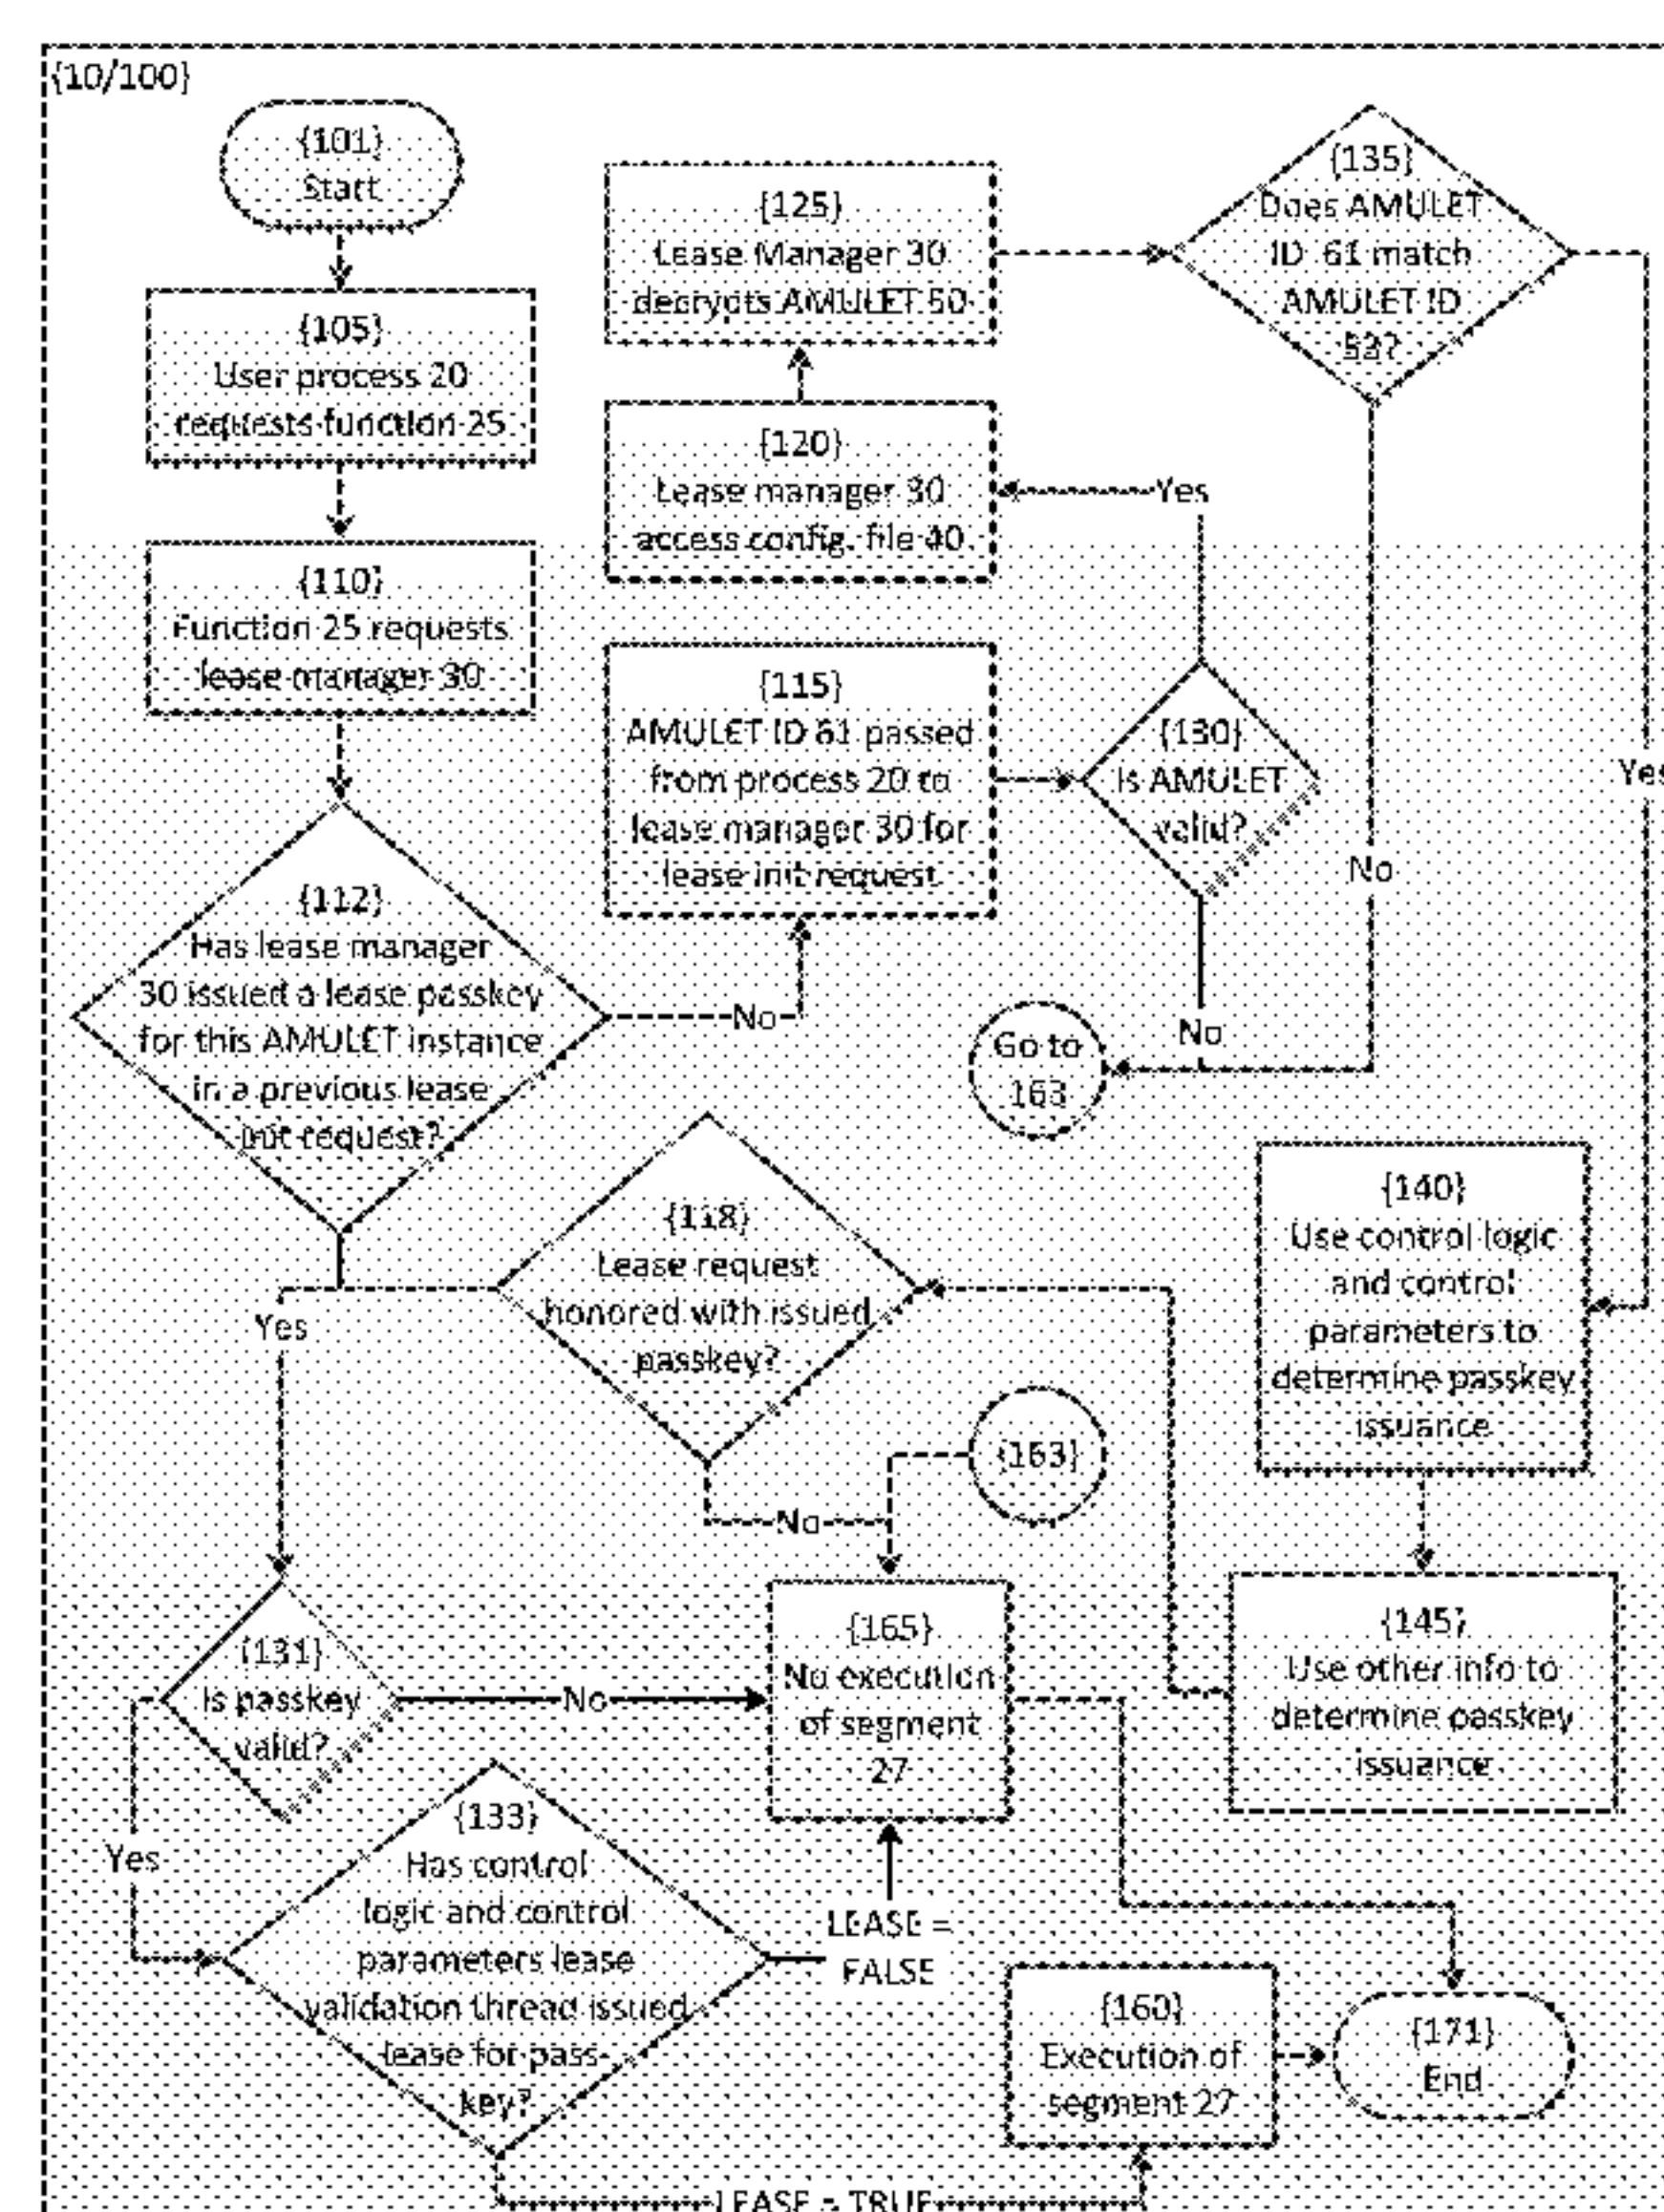 {10/100}
{101}
Start
{105}
User process 20
requests function 25
{110}
Function 25 requests
lease manager 30
{112}
Has lease manager
30 issued a lease passkey
for this AMULET instance
in a previous lease
init request?
No
Yes
{115}
AMULET ID 61 passed
from process 20 to
lease manager 30 for
lease init request
{120}
Lease manager 30
access config. file 40
{125}
Lease Manager 30
decrypts AMULET 50
{130}
Is AMULET
valid?
Yes
No
{135}
Does AMULET
ID 61 match
AMULET ID
52?
No
Yes
Go to
163
{140}
Use control logic
and control
parameters to
determine passkey
issuance
{145}
Use other info to
determine passkey
issuance
{118}
Lease request
honored with issued
passkey?
No
{163}
{131}
Is passkey
valid?
No
Yes
{133}
Has control
logic and control
parameters lease
validation thread issued
lease for pass-
key?
LEASE =
FALSE
LEASE = TRUE
{165}
No execution
of segment
27
{160}
Execution of
segment 27
{171}
End